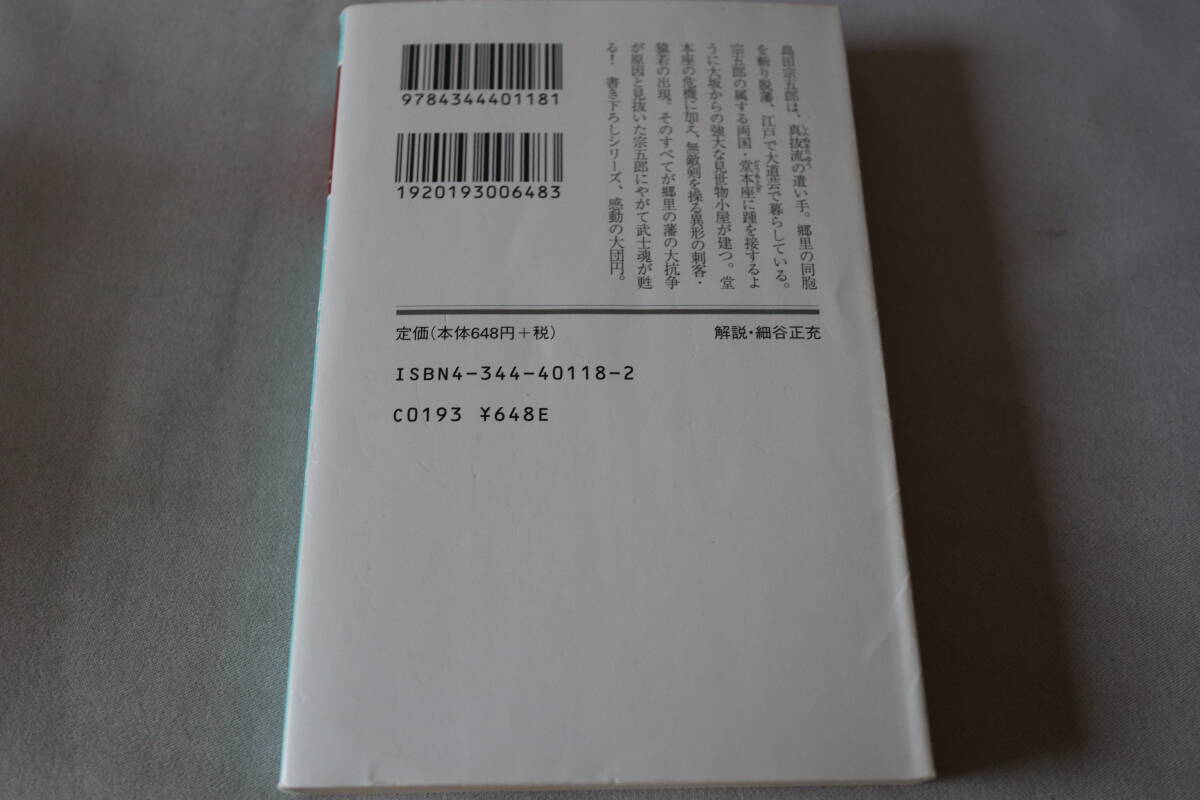 9784344401181
1920193006483
島田宗五郎は、真抜流の遣い手。郷里の同胞
を斬り脱藩、江戸で大道芸で暮らしている。
宗五郎の属する両国・堂本座に踵を接するよ
うに大坂からの強大な見世物小屋が建つ。堂
本座の危機に加え、無敵剣を操る異形の刺客・
猿若の出現。そのすべてが郷里の藩の大抗争
が原因と見抜いた宗五郎にやがて武士魂が甦
る! 書き下ろしシリーズ、感動の大団円。
定価(本体648円+税)
解説・細谷正充
ISBN4-344-40118-2
C0193 ¥648E